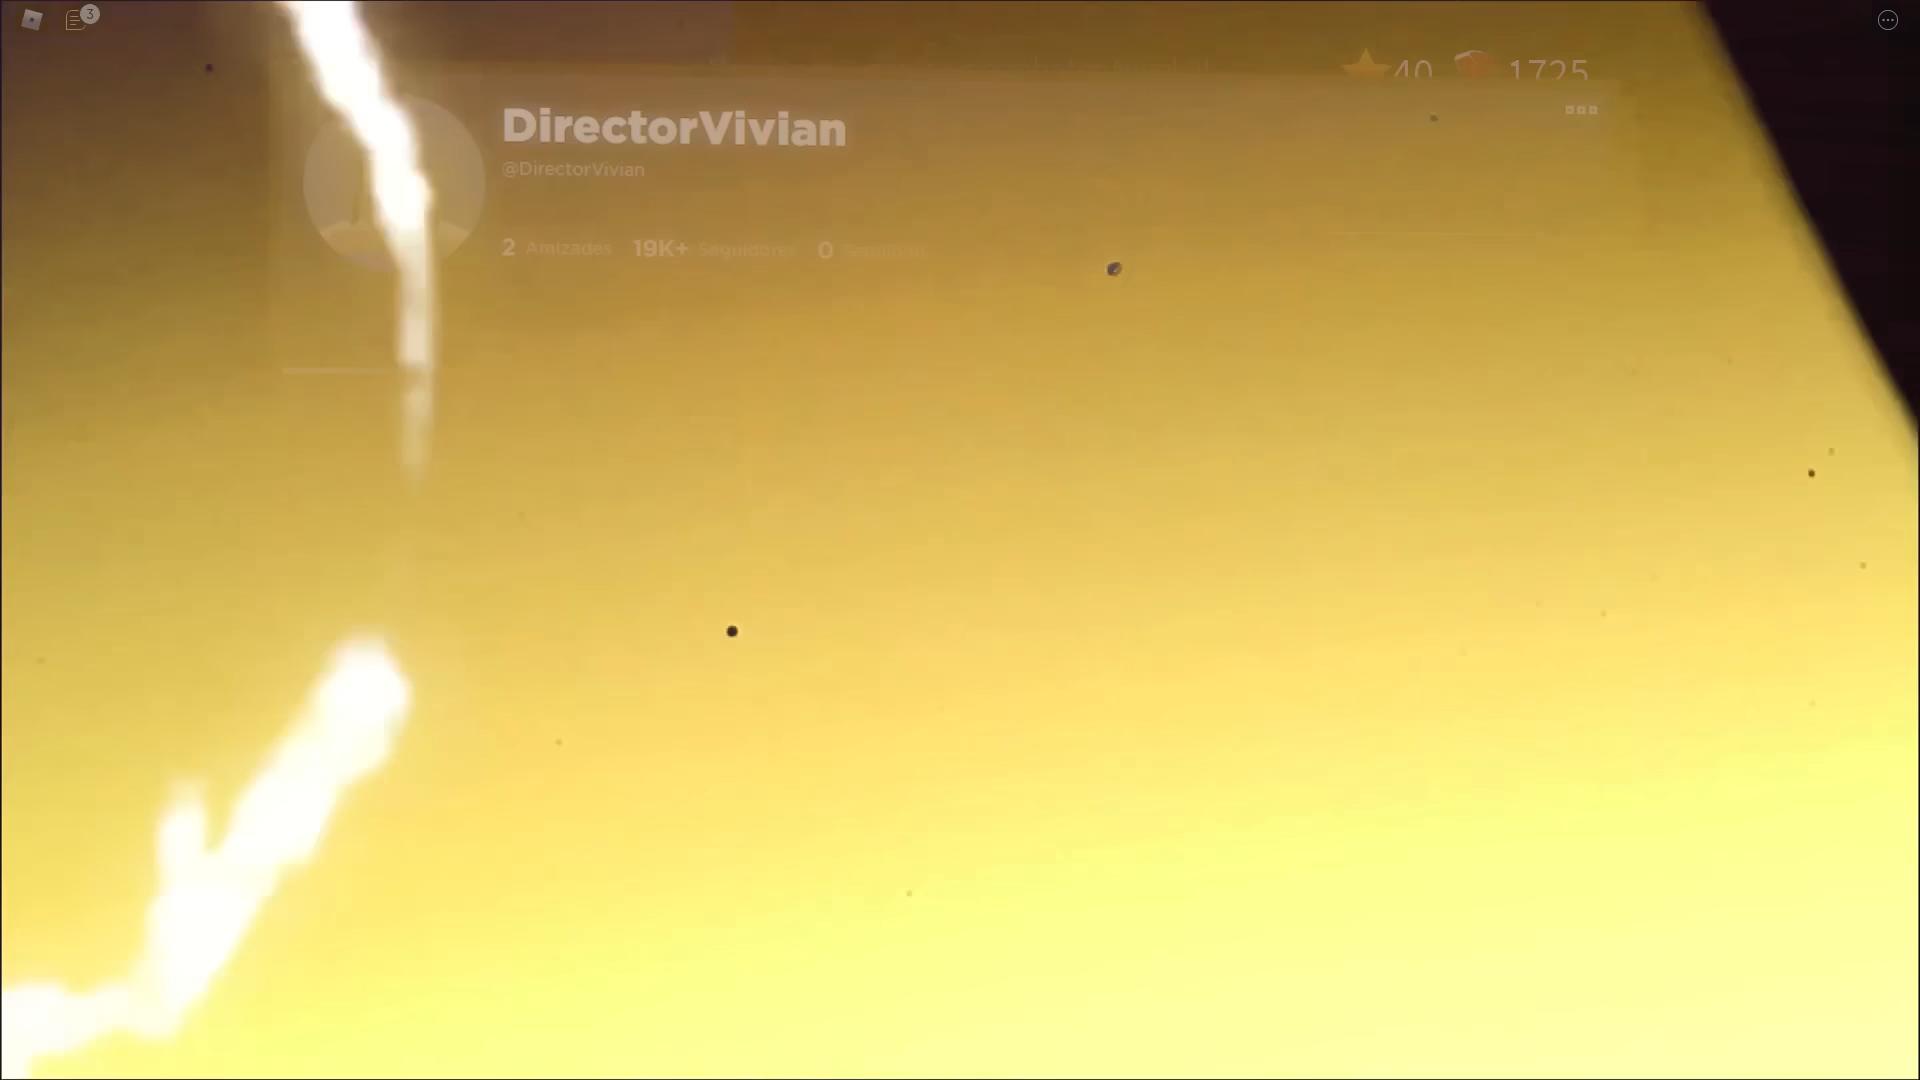 3
40 1725
DirectorVivian
@DirectorVivian
2 Amizades 19K+ Seguidores 0